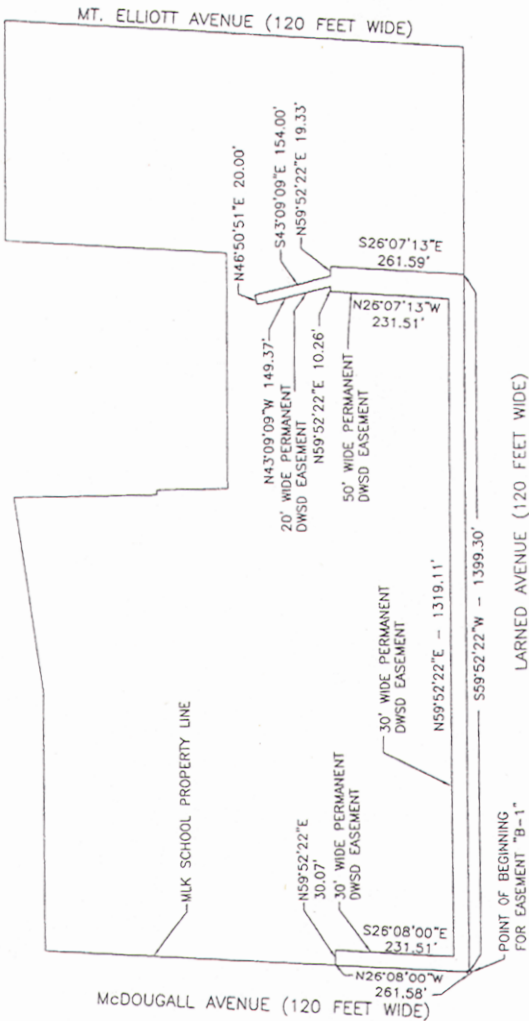 MT. ELLIOTT AVENUE (120 FEET WIDE)
N46°50'51"E 20.00'
S43°09'09"E 154.00'
N59°52'22"E 19.33'
S26°07'13"E
261.59'
N26°07'13"W
231.51'
N43°09'09"W 149.37'
20' WIDE PERMANENT
DWSD EASEMENT
N59°52'22"E 10.26'
50' WIDE PERMANENT
DWSD EASEMENT
LARNED AVENUE (120 FEET WIDE)
S59°52'22"W - 1399.30'
N59°52'22"E - 1319.11'
30' WIDE PERMANENT
DWSD EASEMENT
MLK SCHOOL PROPERTY LINE
N59°52'22"E
30.07'
30' WIDE PERMANENT
DWSD EASEMENT
S26°08'00"E
231.51'
N26°08'00"W
261.58'
POINT OF BEGINNING
FOR EASEMENT "B-1"
McDOUGALL AVENUE (120 FEET WIDE)